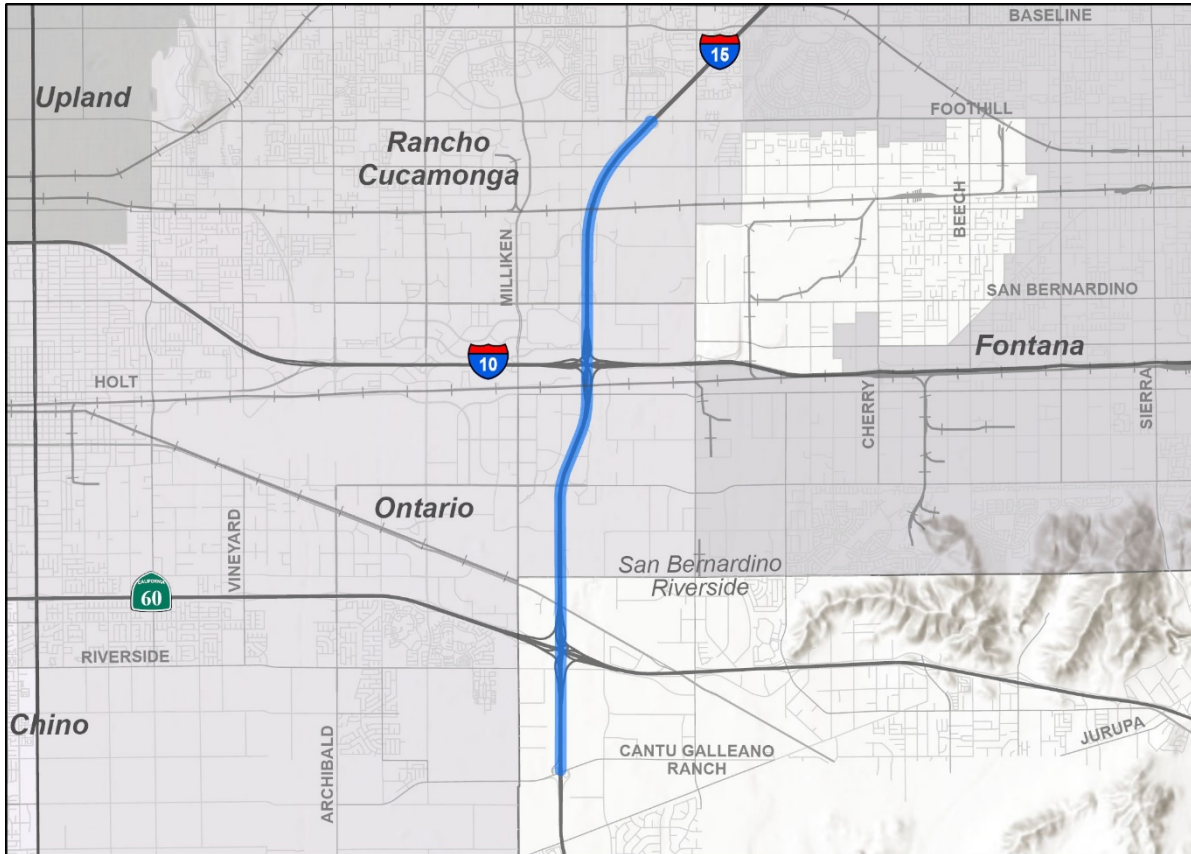 BASELINE
15
Upland
FOOTHILL
Rancho
Cucamonga
BEECH
MILLIKEN
SAN BERNARDINO
10
Fontana
HOLT
CHERRY
SIERRA
Ontario
VINEYARD
San Bernardino
Riverside
CALIFORNIA
60
RIVERSIDE
Chino
ARCHIBALD
CANTU GALLEANO
RANCH
JURUPA